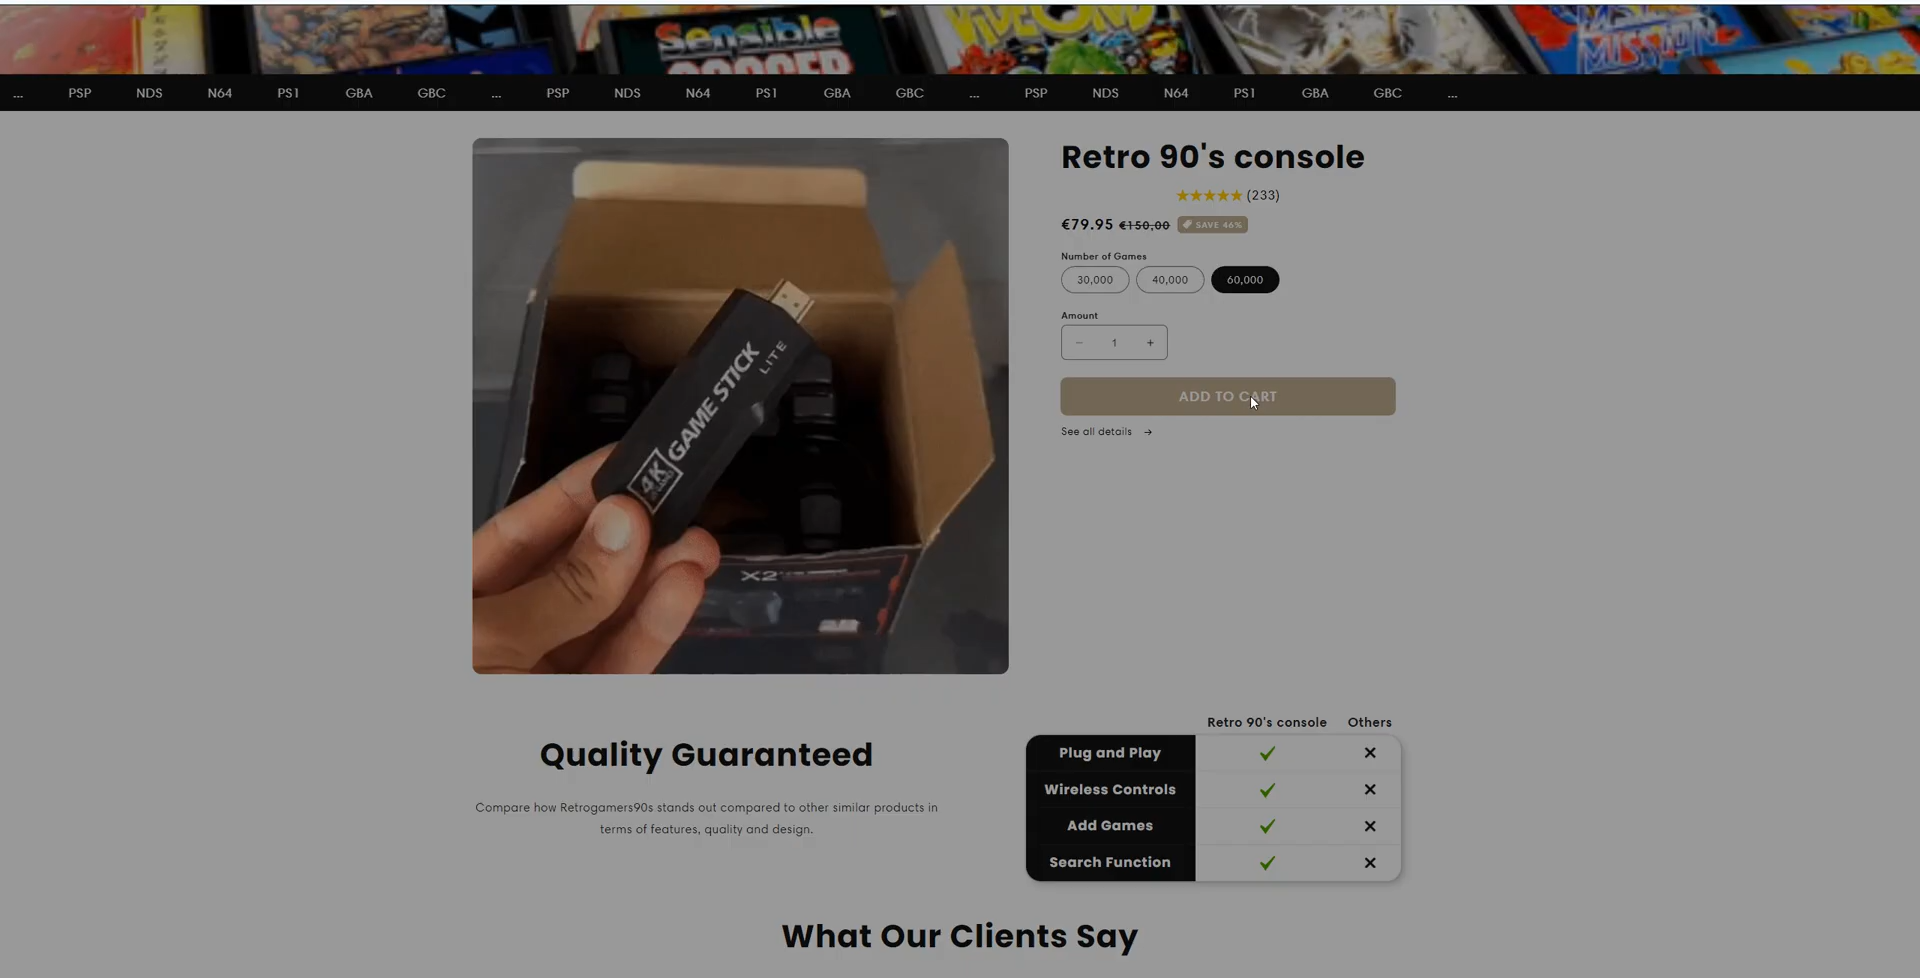 Sensible
SOCCER
MISSION
... PSP NDS N64 PS1 GBA GBC ... PSP NDS N64 PS1 GBA GBC ... PSP NDS N64 PS1 GBA GBC ...
Retro 90's console
★★★★★ (233)
€79.95 €150,00 SAVE 46%
Number of Games
30,000 40,000 60,000
Amount
− 1 +
ADD TO CART
See all details →
GAME STICK
LITE
4K
X2
Quality Guaranteed
Compare how Retrogamers90s stands out compared to other similar products in
terms of features, quality and design.
Retro 90's console Others
Plug and Play
Wireless Controls
Add Games
Search Function
What Our Clients Say